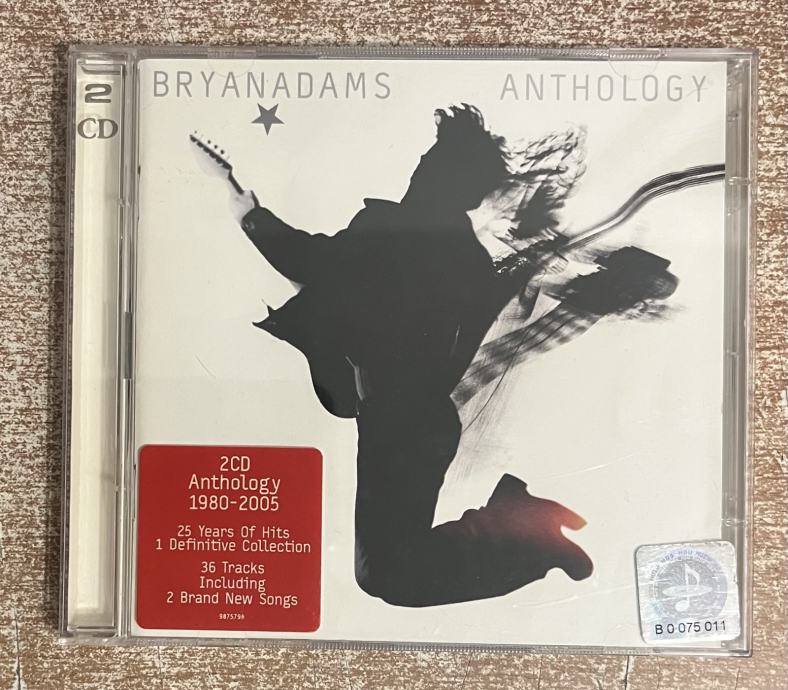 2
CD
BRYANADAMS
ANTHOLOGY
2CD
Anthology
1980-2005
25 Years Of Hits
1 Definitive Collection
36 Tracks
Including
2 Brand New Songs
B 0 075 011